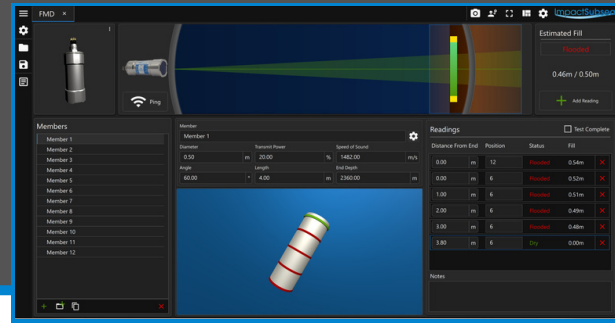 FMD ×
ImpactSubsea
Estimated Fill
Flooded
0.46m / 0.50m
Add Reading
Ping
Members
Member 1
Member 2
Member 3
Member 4
Member 5
Member 6
Member 7
Member 8
Member 9
Member 10
Member 11
Member 12
Member
Member 1
Diameter Transmit Power Speed of Sound
0.50 m 20.00 % 1482.00 m/s
Angle Length End Depth
60.00 ° 4.00 m 2360.00 m
Readings Test Complete
Distance From End Position Status Fill
0.00 m 12 Flooded 0.54m
0.00 m 6 Flooded 0.52m
1.00 m 6 Flooded 0.51m
2.00 m 6 Flooded 0.49m
3.00 m 6 Flooded 0.48m
3.80 m 6 Dry 0.00m
Notes